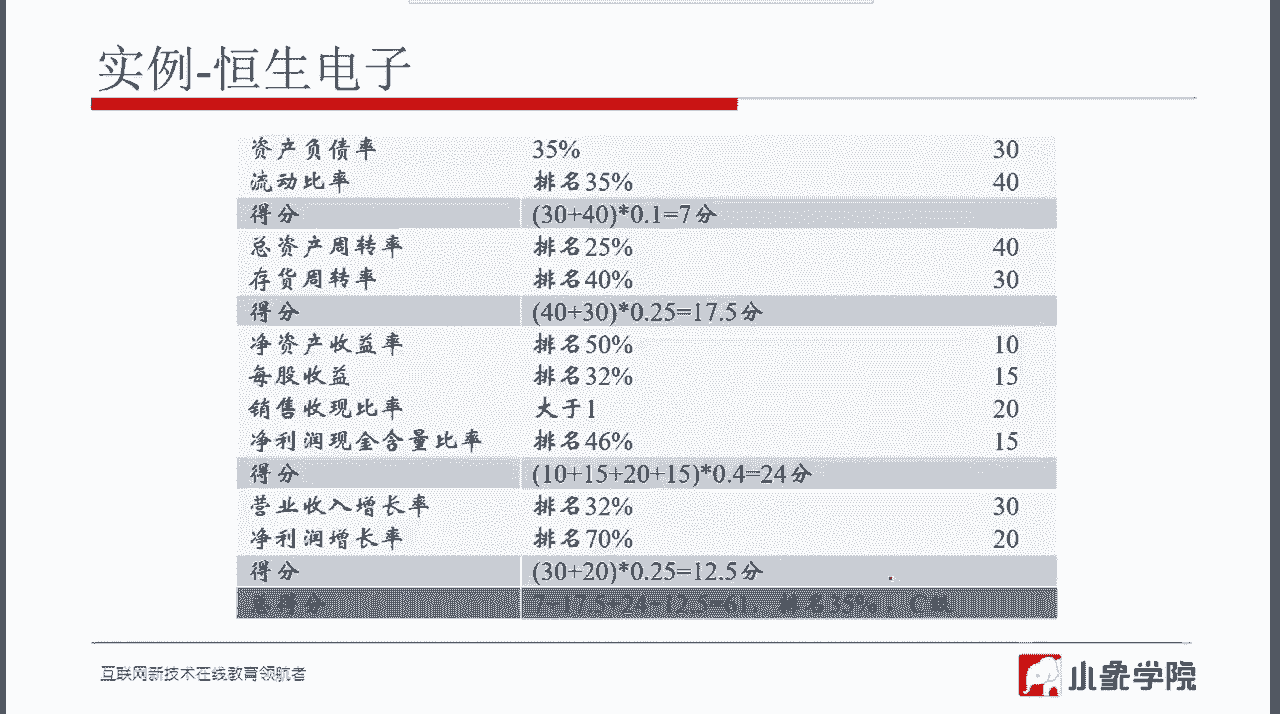 实例-恒生电子
资产负债率 35% 30
流动比率 排名35% 40
得分 (30+40)*0.1=7分
总资产周转率 排名25% 40
存货周转率 排名40% 30
得分 (40+30)*0.25=17.5分
净资产收益率 排名50% 10
每股收益 排名32% 15
销售收现比率 大于1 20
净利润现金含量比率 排名46% 15
得分 (10+15+20+15)*0.4=24分
营业收入增长率 排名32% 30
净利润增长率 排名70% 20
得分 (30+20)*0.25=12.5分
总得分 7+17.5+24+12.5=61，排名35%
互联网新技术在线教育领航者
小象学院